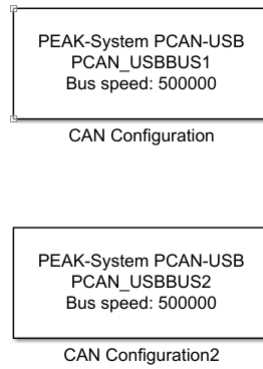 PEAK-System PCAN-USB
PCAN_USBBUS1
Bus speed: 500000
CAN Configuration
PEAK-System PCAN-USB
PCAN_USBBUS2
Bus speed: 500000
CAN Configuration2